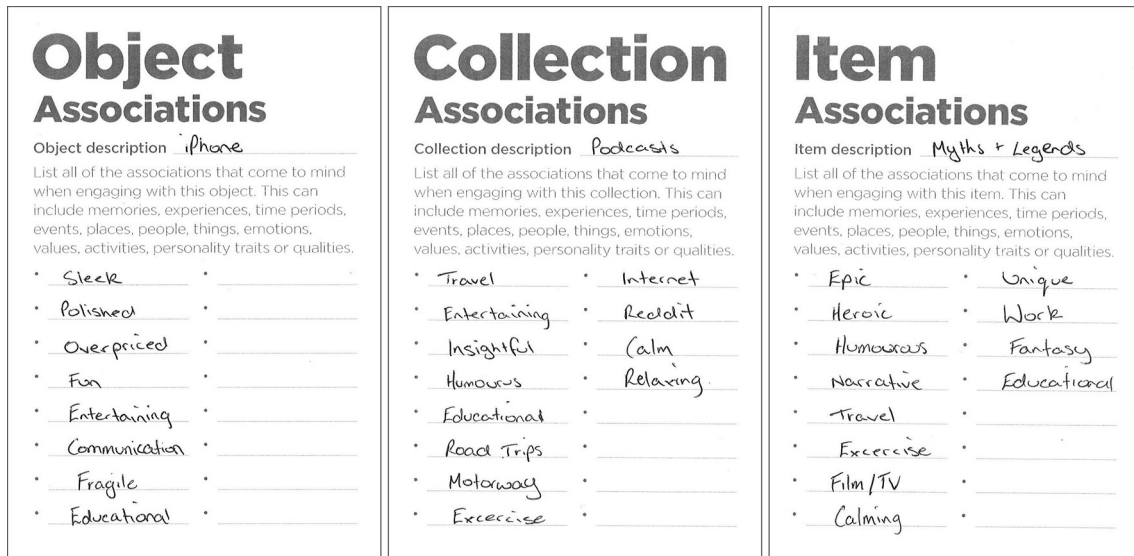 Object
Associations
Object description iPhone
List all of the associations that come to mind
when engaging with this object. This can
include memories, experiences, time periods,
events, places, people, things, emotions,
values, activities, personality traits or qualities.
• Sleek •
• Polished •
• Overpriced •
• Fun •
• Entertaining •
• Communication •
• Fragile •
• Educational •
Collection
Associations
Collection description Podcasts
List all of the associations that come to mind
when engaging with this collection. This can
include memories, experiences, time periods,
events, places, people, things, emotions,
values, activities, personality traits or qualities.
• Travel • Internet
• Entertaining • Reddit
• Insightful • Calm
• Humourus • Relaxing
• Educational •
• Road Trips •
• Motorway •
• Excercise •
Item
Associations
Item description Myths + Legends
List all of the associations that come to mind
when engaging with this item. This can
include memories, experiences, time periods,
events, places, people, things, emotions,
values, activities, personality traits or qualities.
• Epic • Unique
• Heroic • Work
• Humourous • Fantasy
• Narrative • Educational
• Travel •
• Excercise •
• Film/TV •
• Calming •